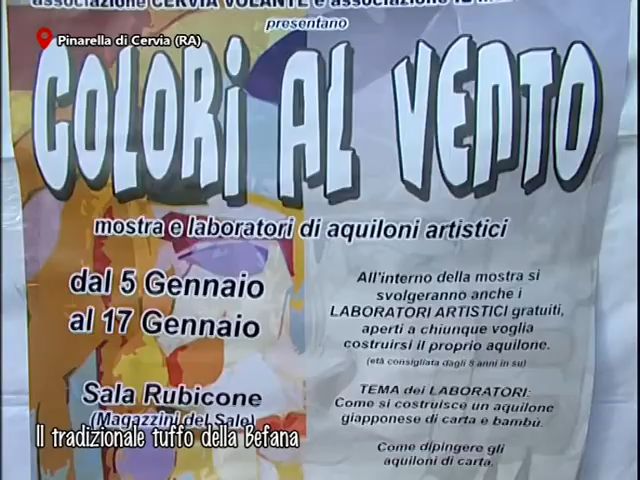 associazione CERVIA VOLANTE e associazione
presentano
Pinarella di Cervia (RA)
COLORI AL VENTO
mostra e laboratori di aquiloni artistici
dal 5 Gennaio
al 17 Gennaio
Sala Rubicone
(Magazzini del Sale)
Il tradizionale tuffo della Befana
All'interno della mostra si
svolgeranno anche i
LABORATORI ARTISTICI gratuiti,
aperti a chiunque voglia
costruirsi il proprio aquilone.
(età consigliata dagli 8 anni in su)
TEMA dei LABORATORI:
Come si costruisce un aquilone
giapponese di carta e bambù.
Come dipingere gli
aquiloni di carta.